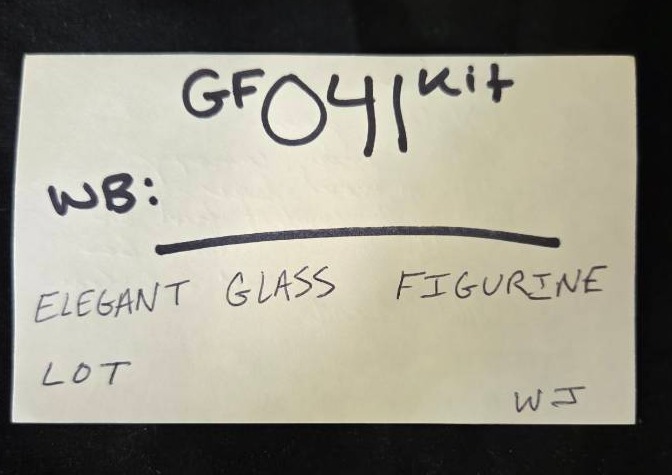 GF041Kit
WB:
ELEGANT GLASS FIGURINE
LOT
WJ